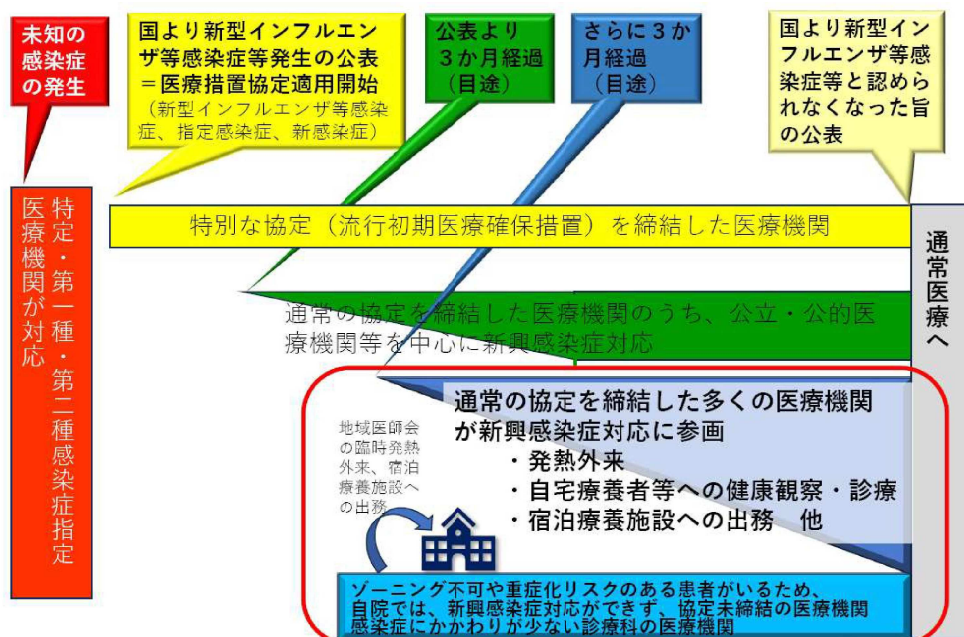 未知の
感染症
の発生
国より新型インフルエン
ザ等感染症等発生の公表
＝医療措置協定適用開始
（新型インフルエンザ等感染
症、指定感染症、新感染症）
公表より
３か月経過
（目途）
さらに３か
月経過
（目途）
国より新型イン
フルエンザ等感
染症等と認めら
れなくなった旨
の公表
特定・第一種・第二種感染症指定
医療機関が対応
特別な協定（流行初期医療確保措置）を締結した医療機関
通常の協定を締結した医療機関のうち、公立・公的医
療機関等を中心に新興感染症対応
通常の協定を締結した多くの医療機関
が新興感染症対応に参画
・発熱外来
・自宅療養者等への健康観察・診療
・宿泊療養施設への出務　他
地域医師会
の臨時発熱
外来、宿泊
療養施設へ
の出務
ゾーニング不可や重症化リスクのある患者がいるため、
自院では、新興感染症対応ができず、協定未締結の医療機関
感染症にかかわりが少ない診療科の医療機関
通常医療へ